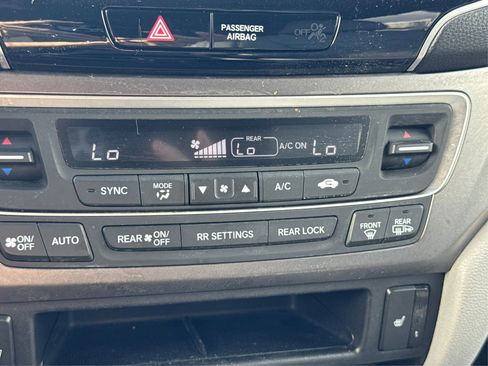 PASSENGER
AIRBAG
OFF
REAR
Lo Lo A/C ON Lo
SYNC MODE A/C
ON/OFF AUTO REAR ON/OFF RR SETTINGS REAR LOCK FRONT REAR